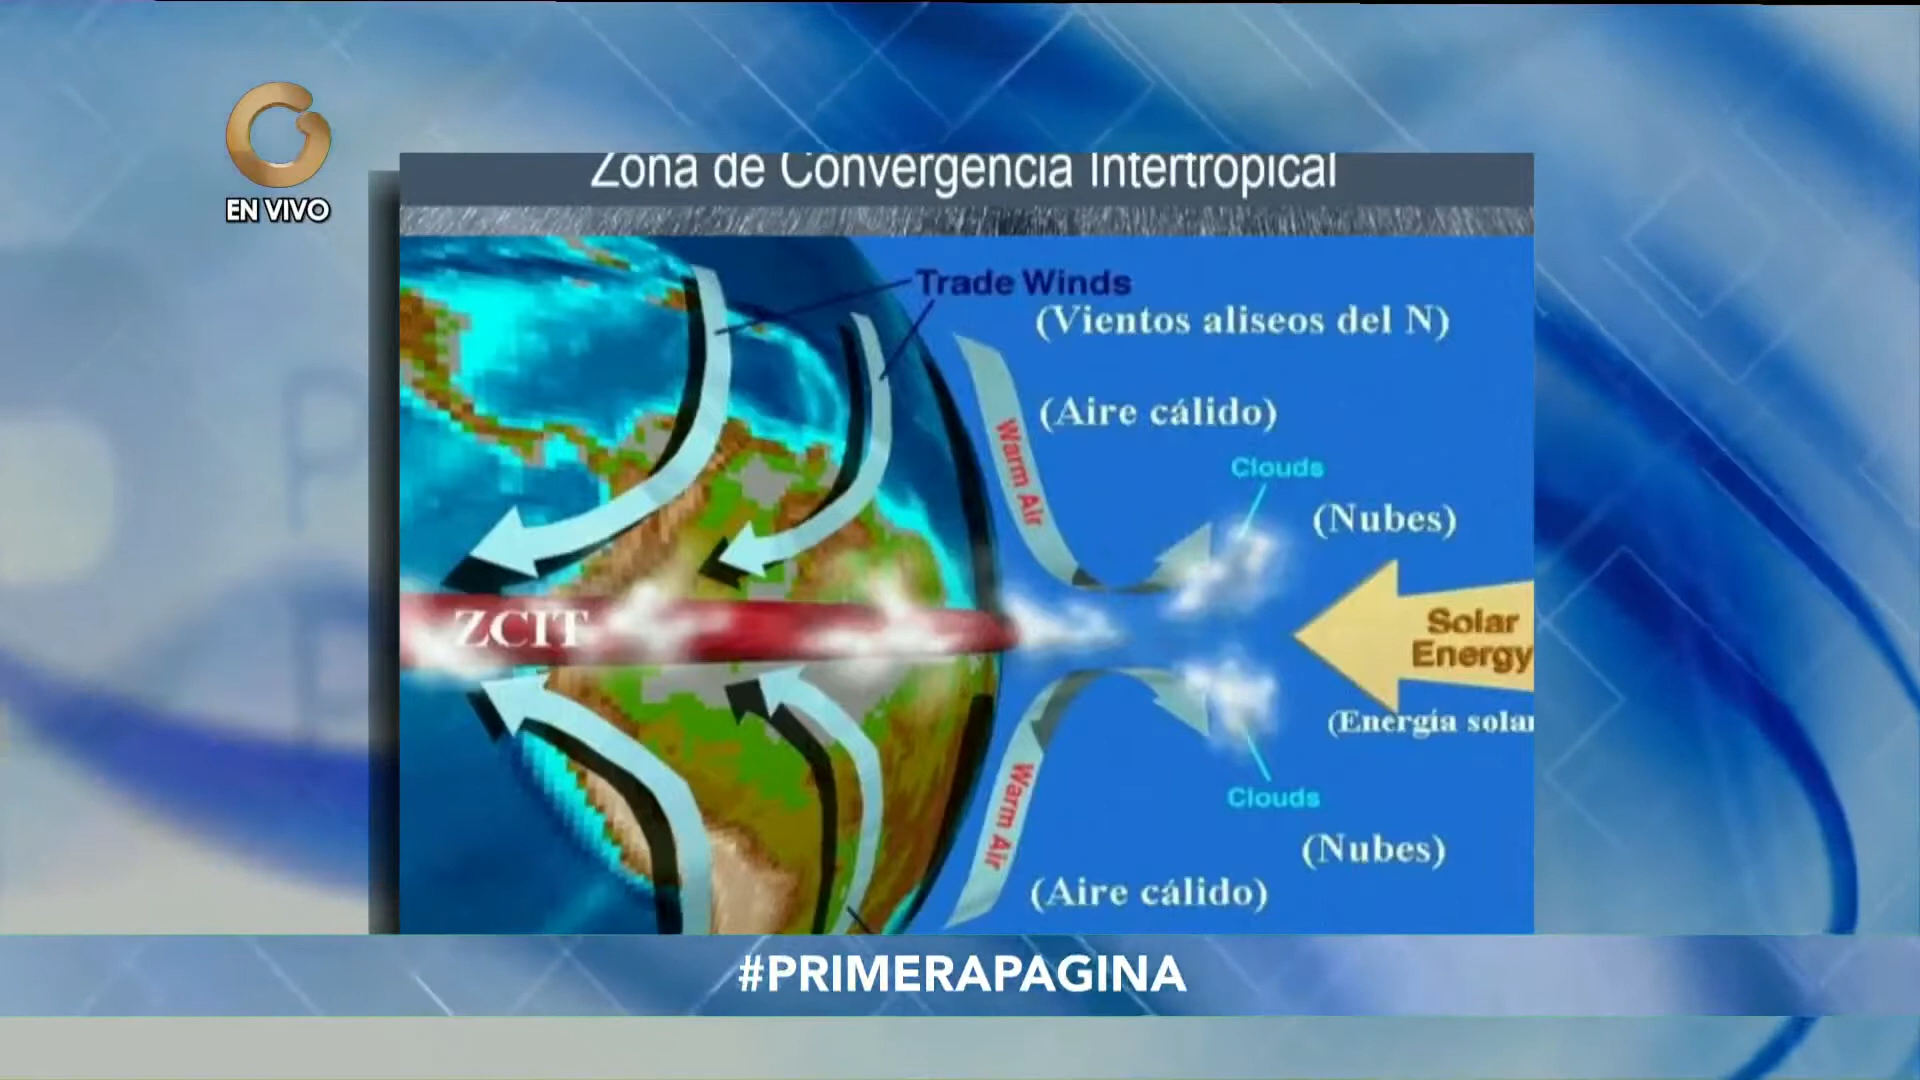 Zona de Convergencia Intertropical
EN VIVO
Trade Winds
(Vientos aliseos del N)
(Aire cálido)
Warm Air
Clouds
(Nubes)
ZCIT
Solar
Energy
(Energía solar
Warm Air
Clouds
(Nubes)
(Aire cálido)
#PRIMERAPAGINA